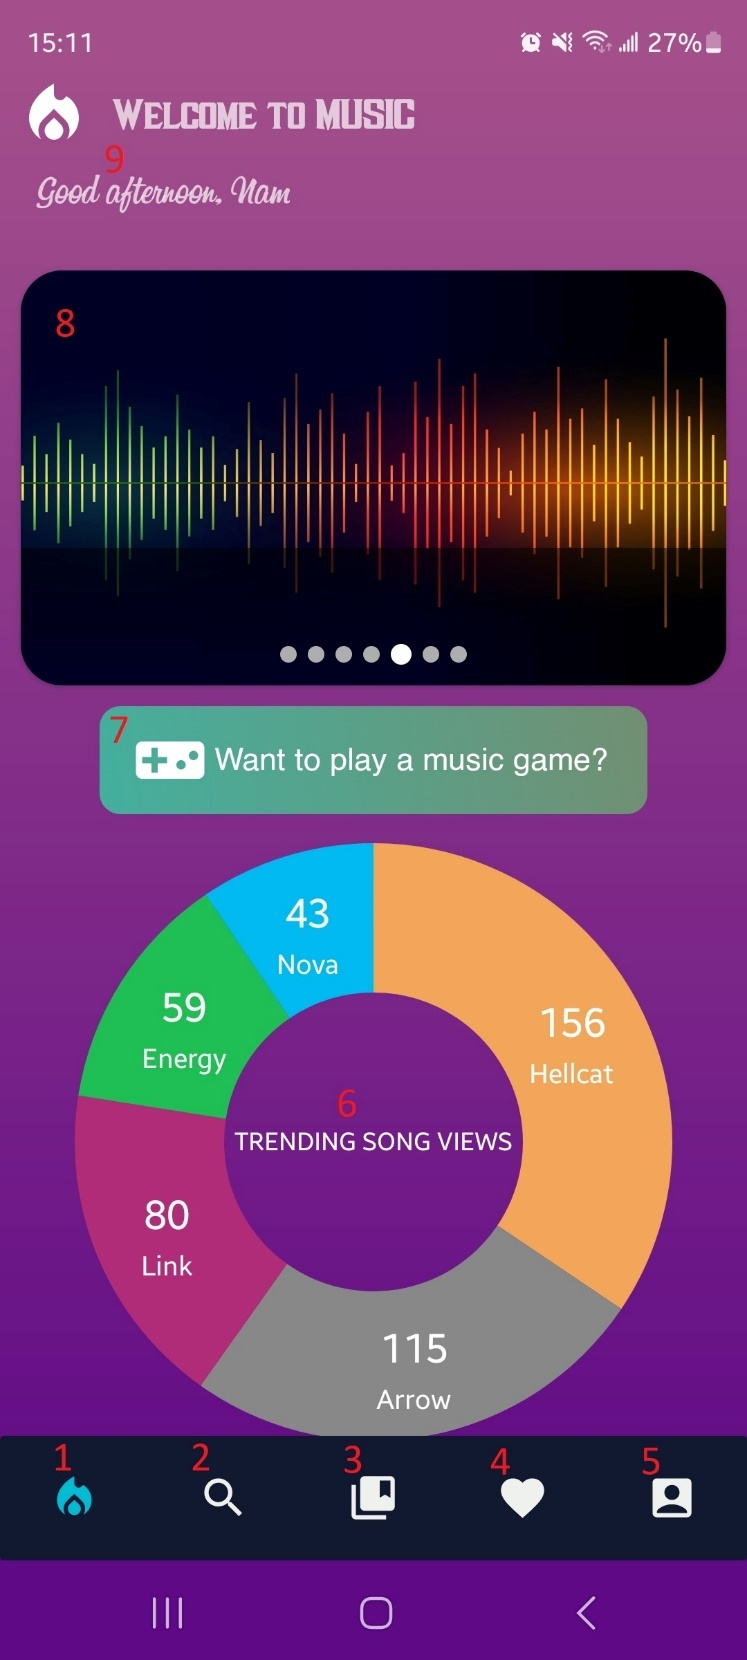 15:11
27%
WELCOME TO MUSIC
9
Good afternoon, Nam
8
7
Want to play a music game?
43
Nova
59
Energy
156
Hellcat
6
TRENDING SONG VIEWS
80
Link
115
Arrow
1 2 3 4 5